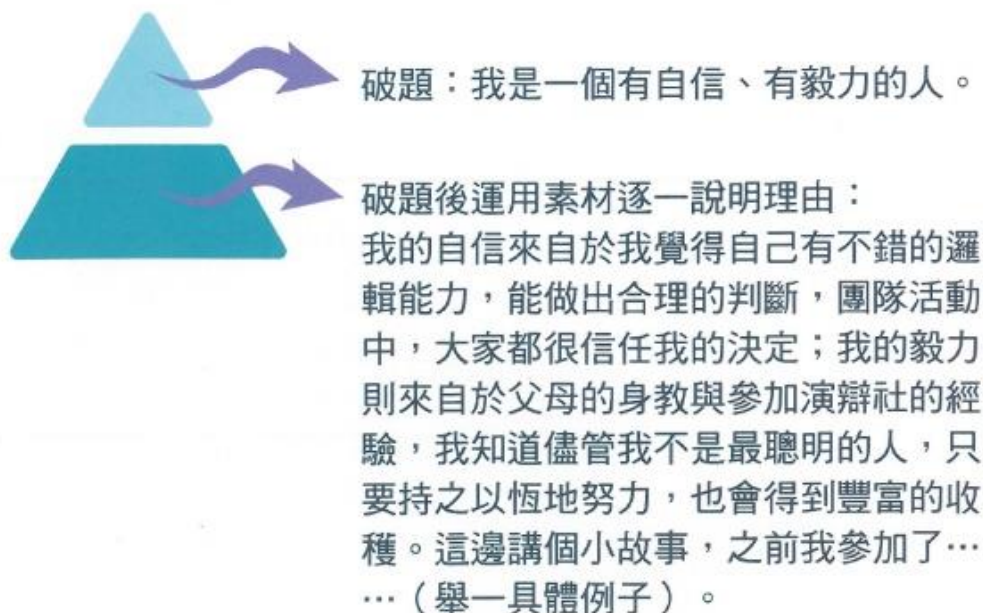 破題：我是一個有自信、有毅力的人。
破題後運用素材逐一說明理由：
我的自信來自於我覺得自己有不錯的邏
輯能力，能做出合理的判斷，團隊活動
中，大家都很信任我的決定；我的毅力
則來自於父母的身教與參加演辯社的經
驗，我知道儘管我不是最聰明的人，只
要持之以恆地努力，也會得到豐富的收
穫。這邊講個小故事，之前我參加了…
…（舉一具體例子）。